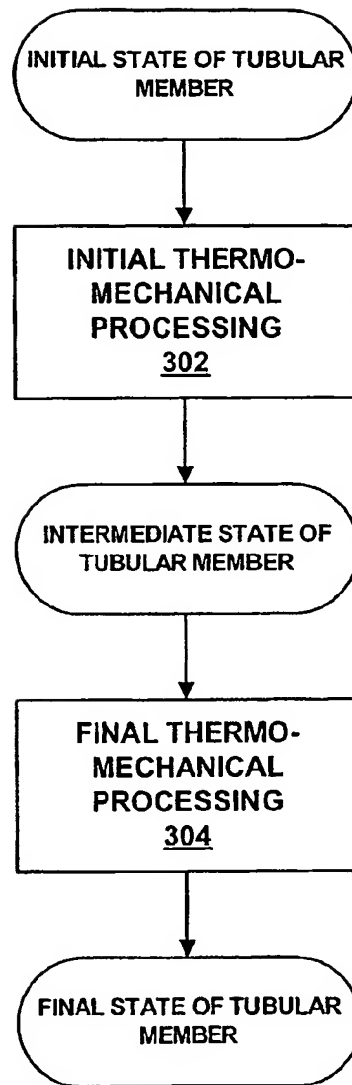 INITIAL STATE OF TUBULAR
MEMBER
INITIAL THERMO-
MECHANICAL
PROCESSING
302
INTERMEDIATE STATE OF
TUBULAR MEMBER
FINAL THERMO-
MECHANICAL
PROCESSING
304
FINAL STATE OF TUBULAR
MEMBER